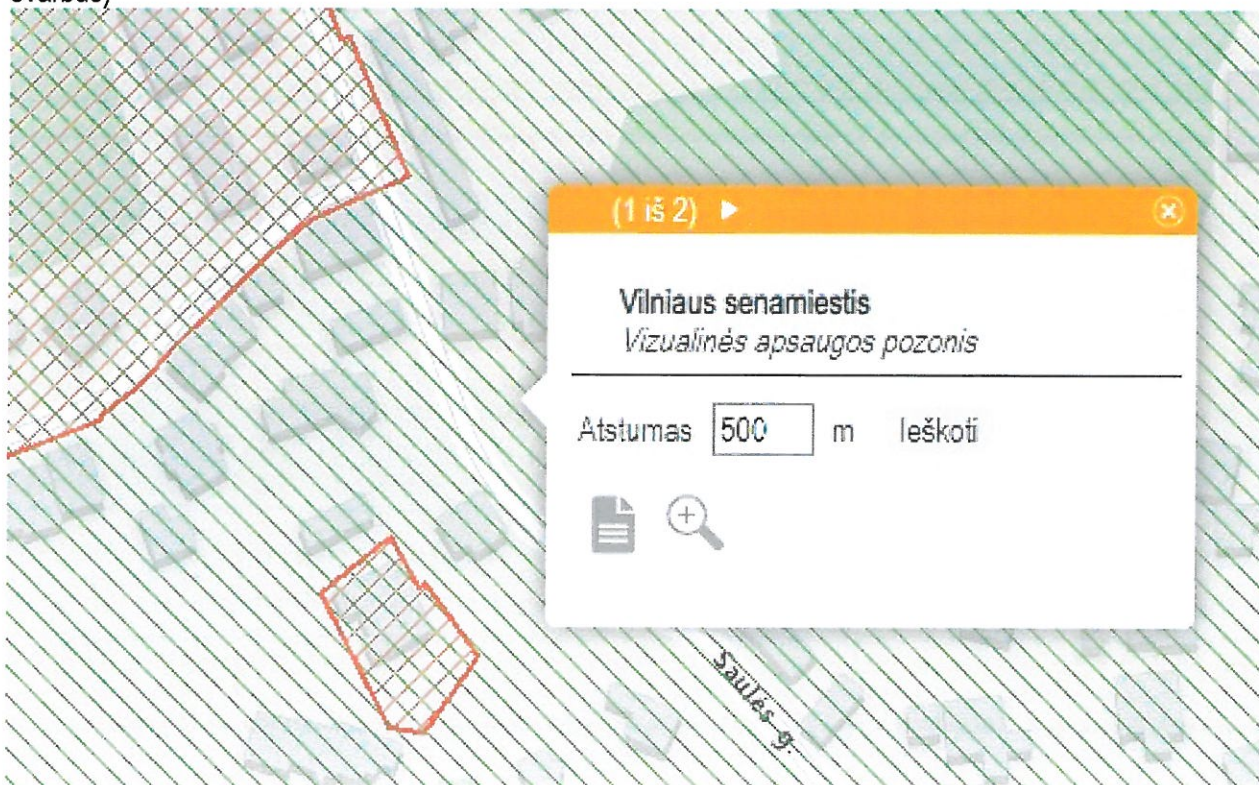 (1 iš 2)
Vilniaus senamiestis
Vizualinės apsaugos pozonis
Atstumas 500 m Ieškoti
Saulės g.